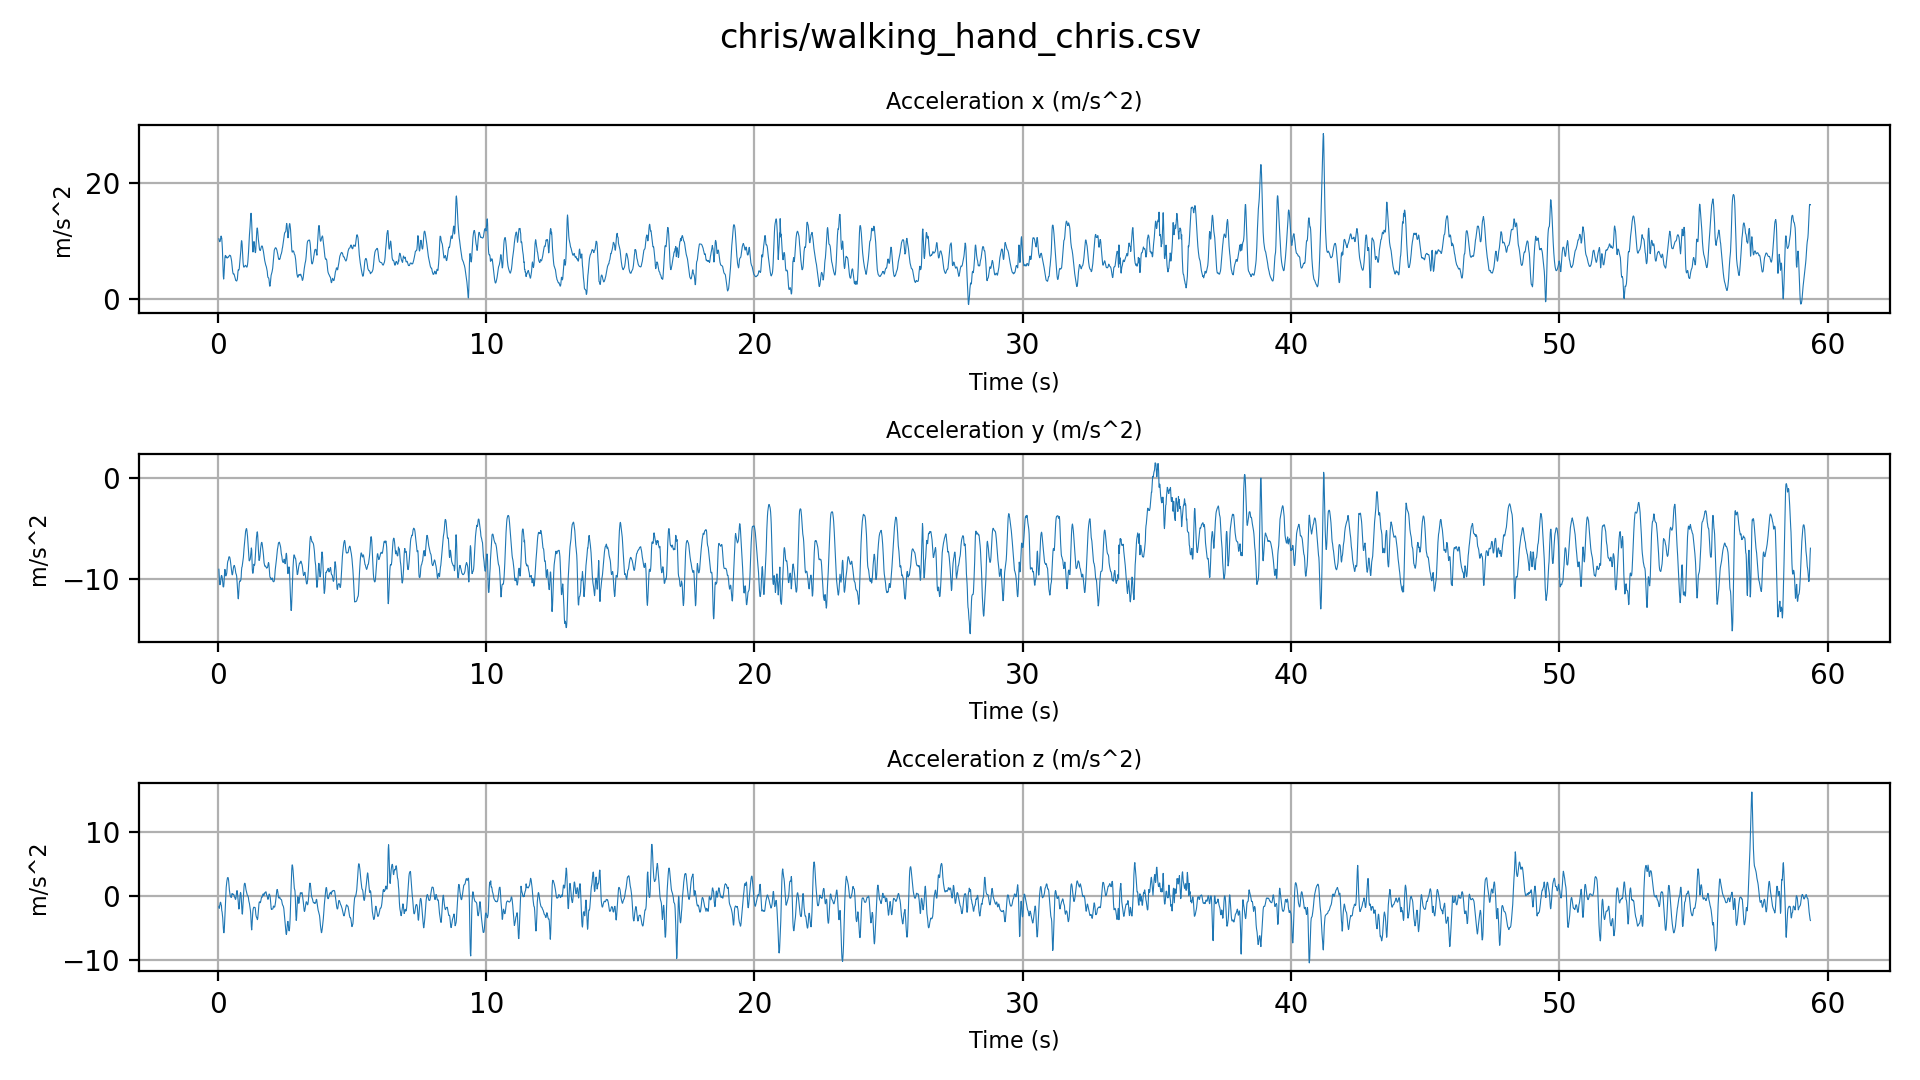 chris/walking_hand_chris.csv
Acceleration x (m/s^2)
m/s^2
20
0
0 10 20 30 40 50 60
Time (s)
Acceleration y (m/s^2)
m/s^2
0
−10
0 10 20 30 40 50 60
Time (s)
Acceleration z (m/s^2)
m/s^2
10
0
−10
0 10 20 30 40 50 60
Time (s)